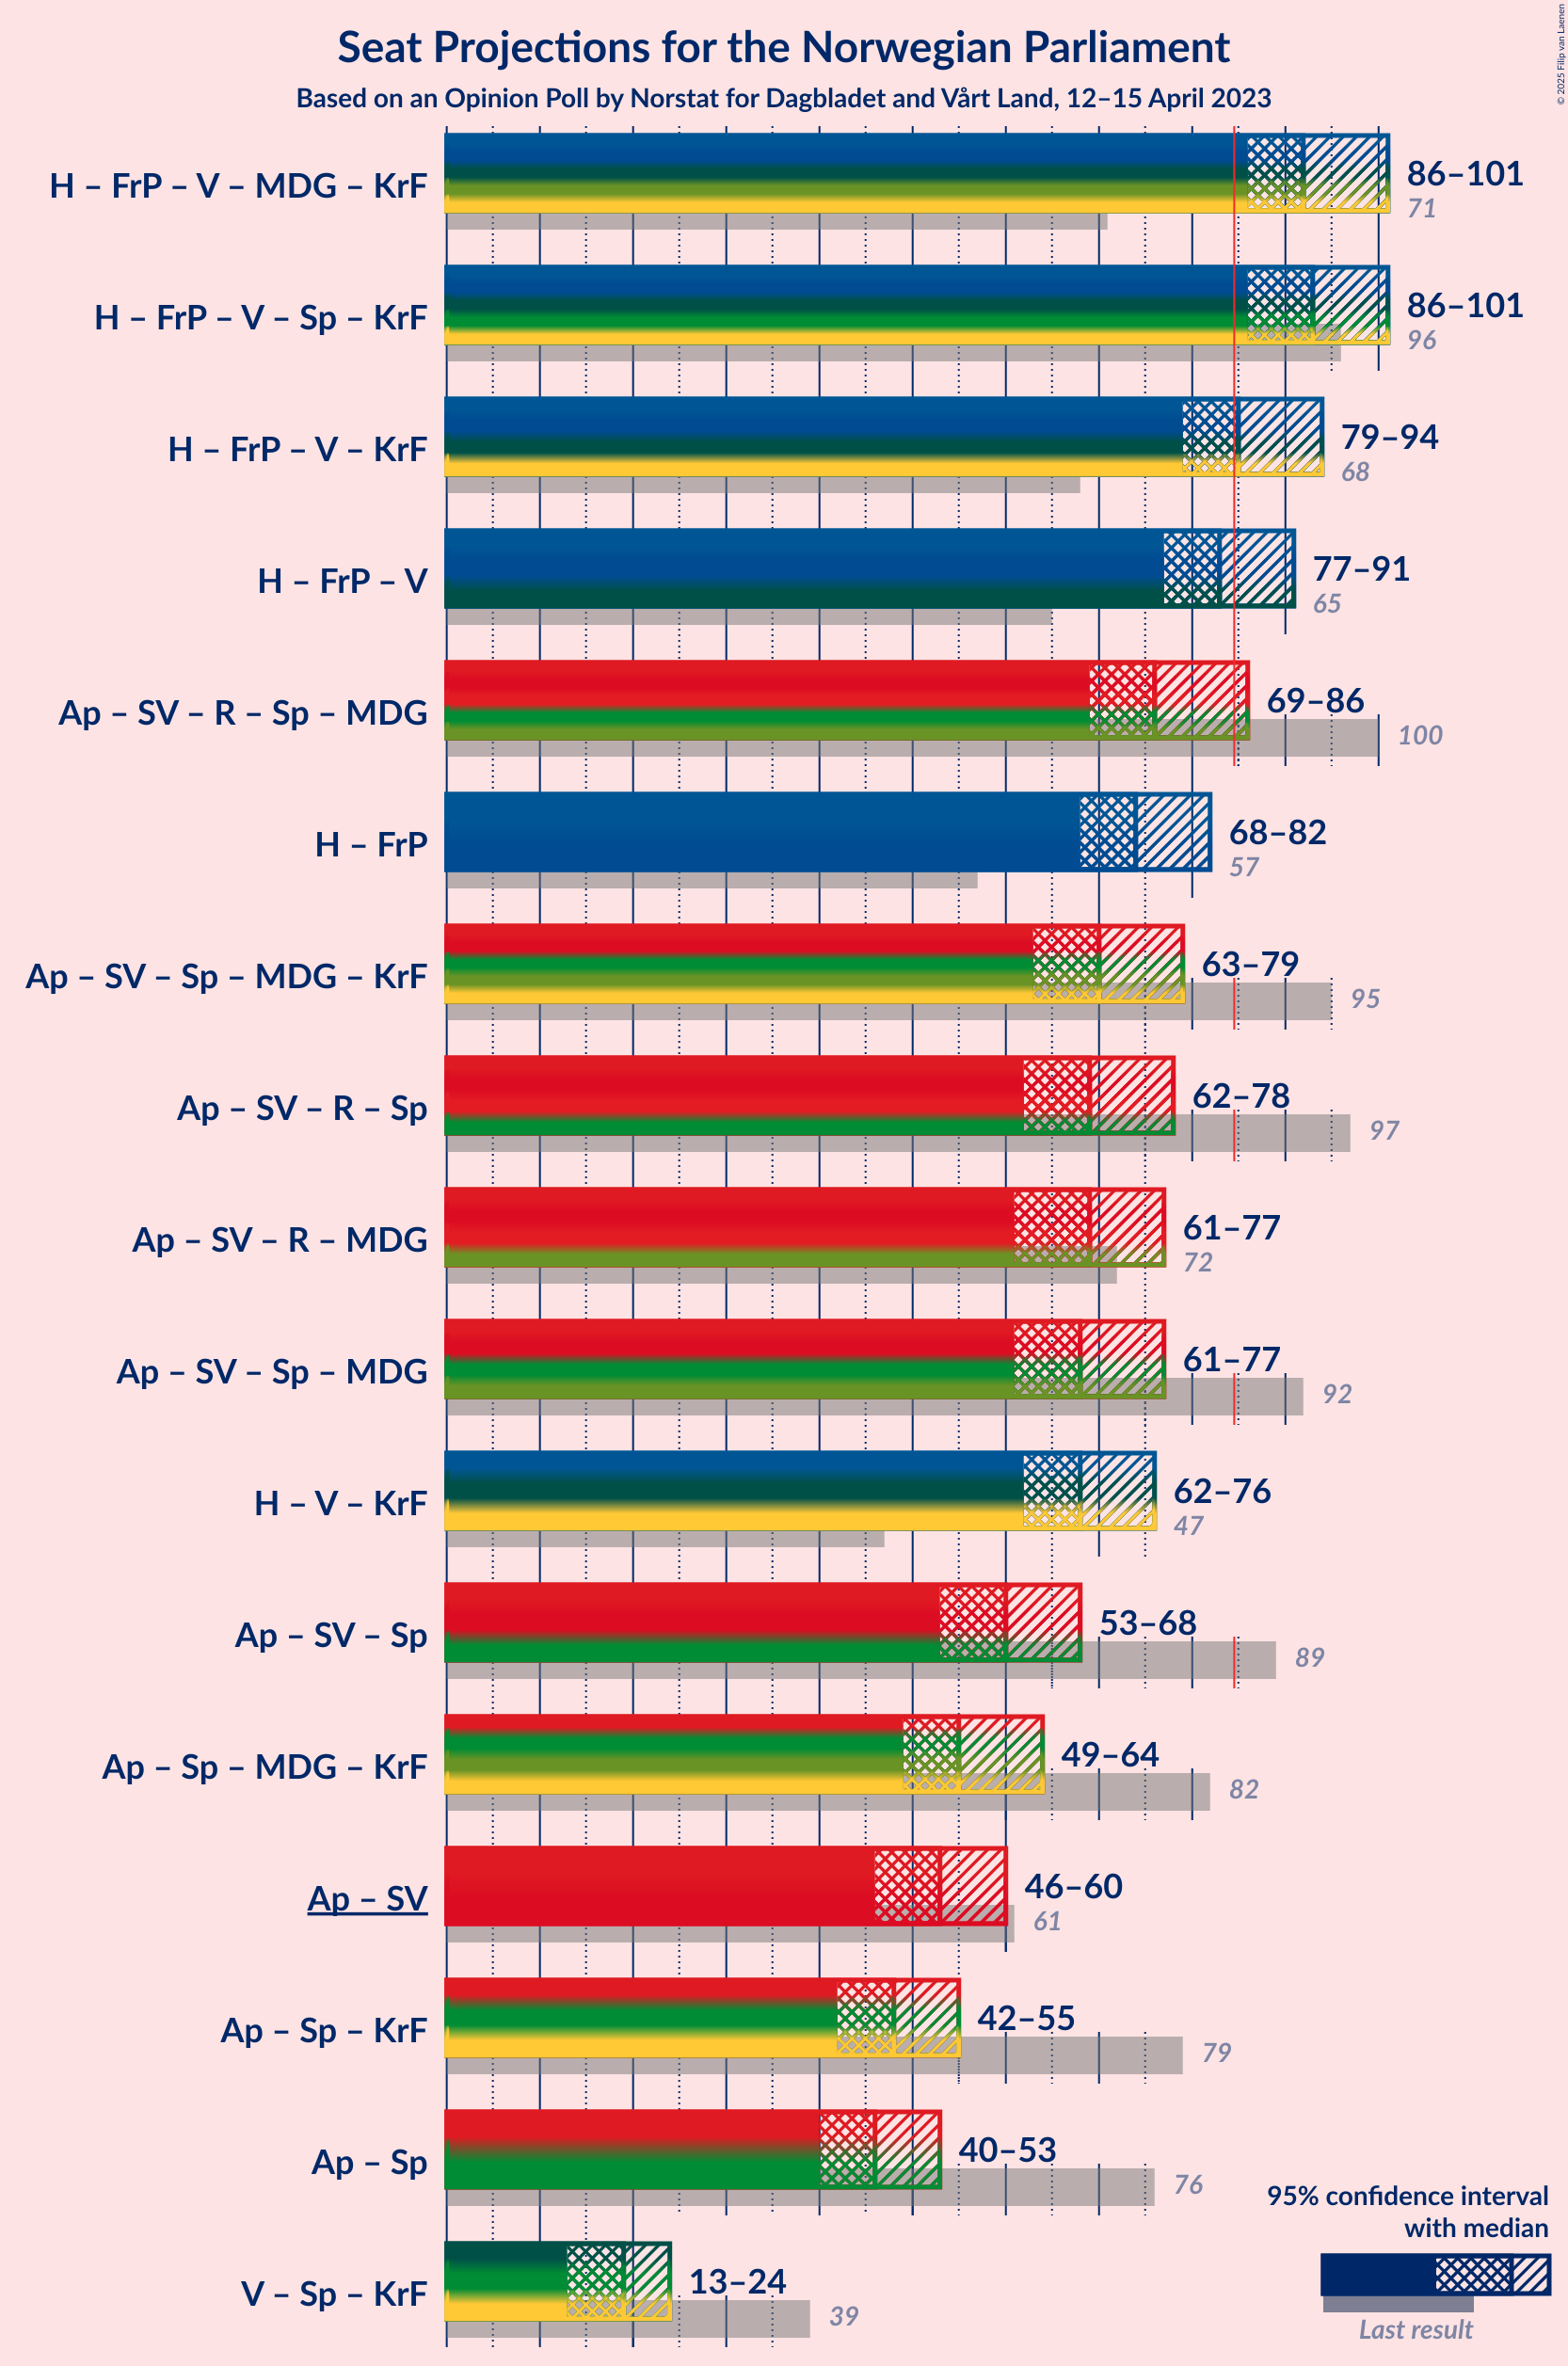 © 2025 Filip van Laenen
Seat Projections for the Norwegian Parliament
Based on an Opinion Poll by Norstat for Dagbladet and Vårt Land, 12–15 April 2023
H – FrP – V – MDG – KrF
86–101
71
H – FrP – V – Sp – KrF
86–101
96
H – FrP – V – KrF
79–94
68
H – FrP – V
77–91
65
Ap – SV – R – Sp – MDG
69–86
100
H – FrP
68–82
57
Ap – SV – Sp – MDG – KrF
63–79
95
Ap – SV – R – Sp
62–78
97
Ap – SV – R – MDG
61–77
72
Ap – SV – Sp – MDG
61–77
92
H – V – KrF
62–76
47
Ap – SV – Sp
53–68
89
Ap – Sp – MDG – KrF
49–64
82
Ap – SV
46–60
61
Ap – Sp – KrF
42–55
79
Ap – Sp
40–53
76
V – Sp – KrF
13–24
39
95% confidence interval
with median
Last result